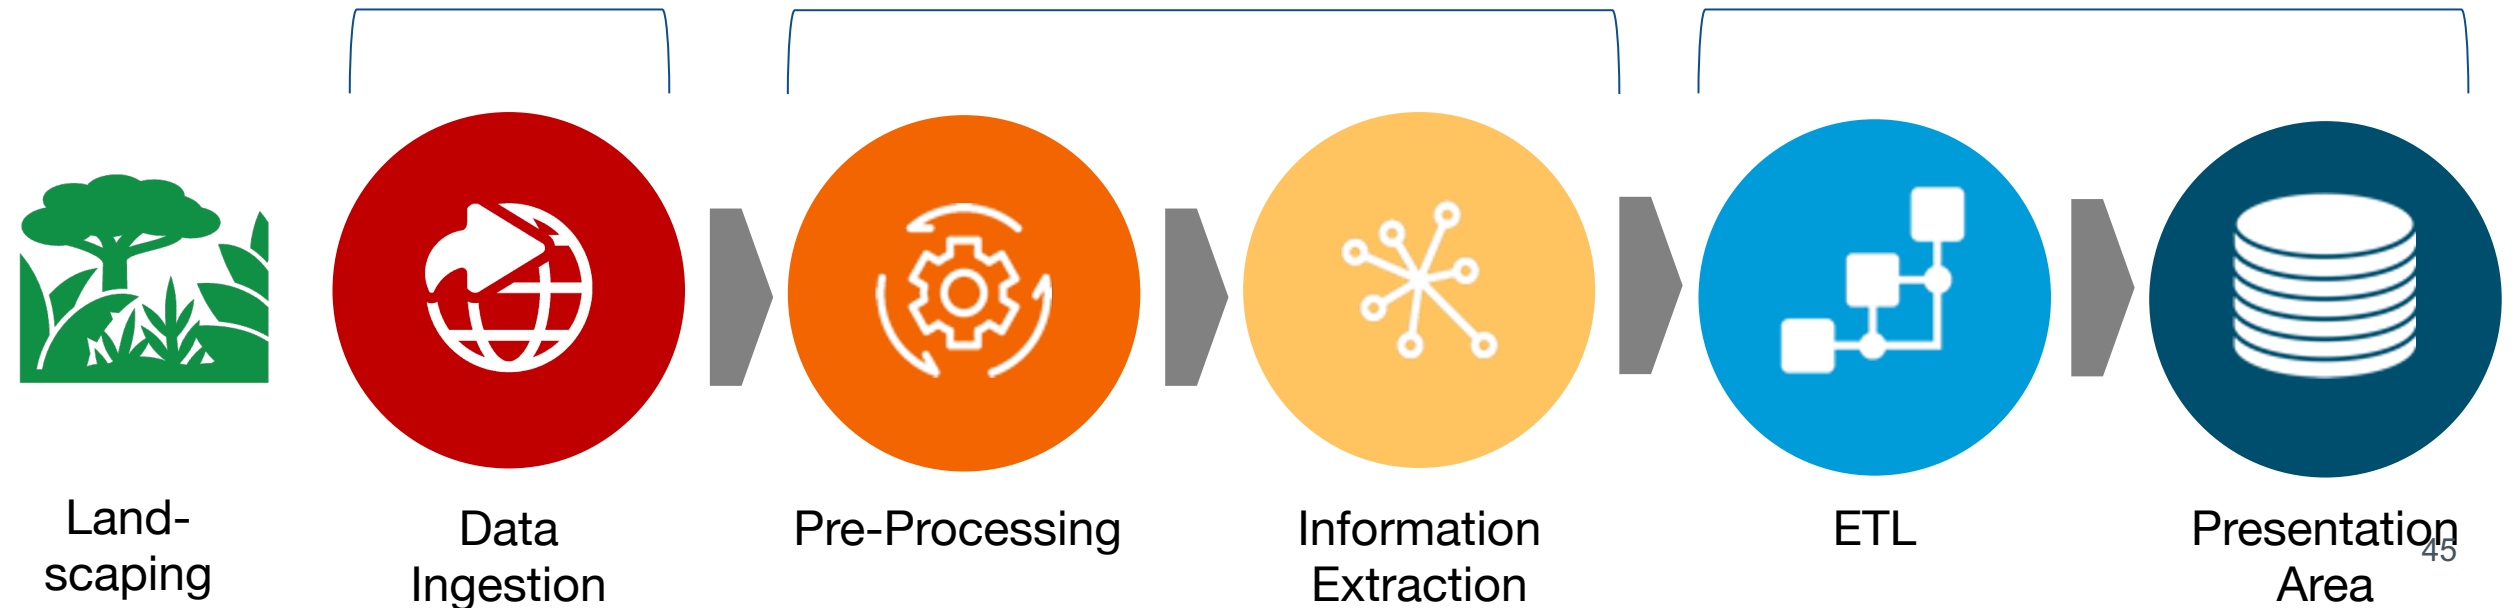 Land-
scaping
Data
Ingestion
Pre-Processing
Information
Extraction
ETL
Presentation
Area
45